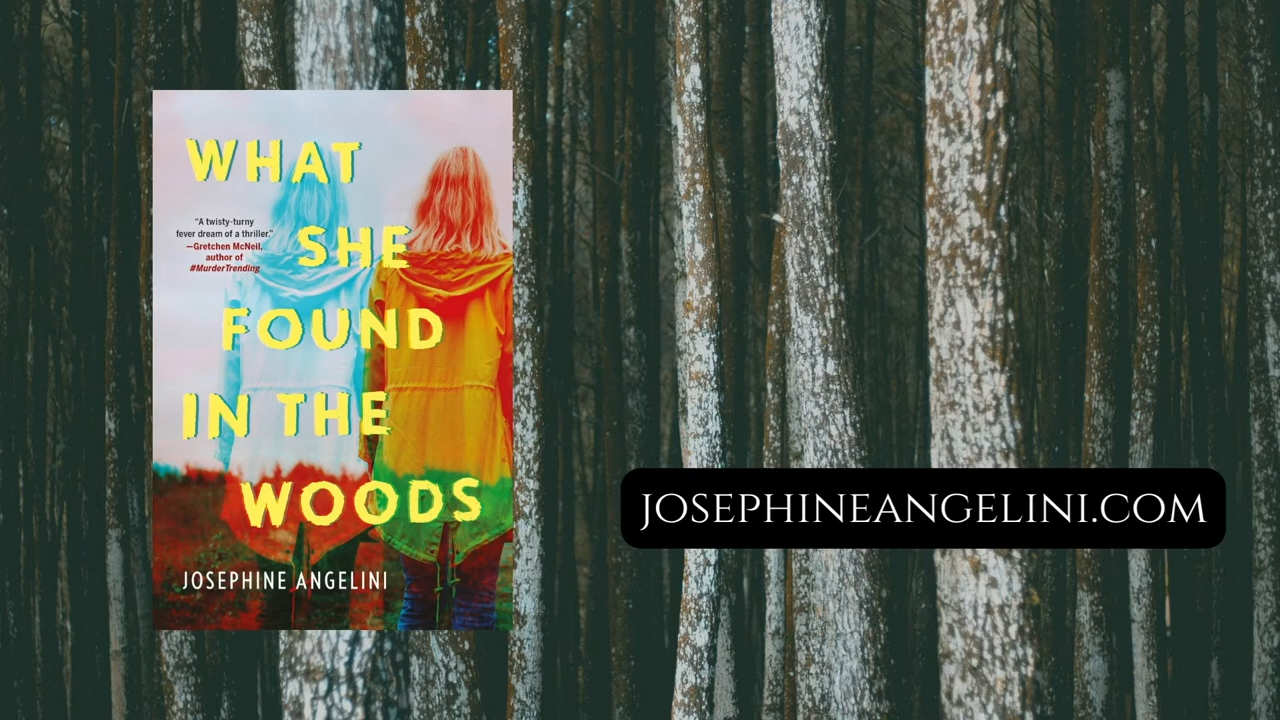 WHAT
"A twisty-turny
fever dream of a thriller."
—Gretchen McNeil,
author of
#MurderTrending
SHE
FOUND
IN THE
WOODS
JOSEPHINE ANGELINI
JOSEPHINEANGELINI.COM